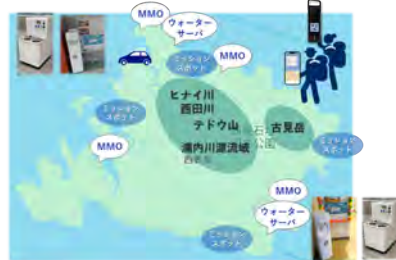 MMO
ウォーター
サーバ
ミッション
スポット
MMO
ヒナイ川
西田川
テドウ山
浦内川源流域
古見岳
ミッション
スポット
ミッション
スポット
MMO
MMO
ウォーター
サーバ
ミッション
スポット